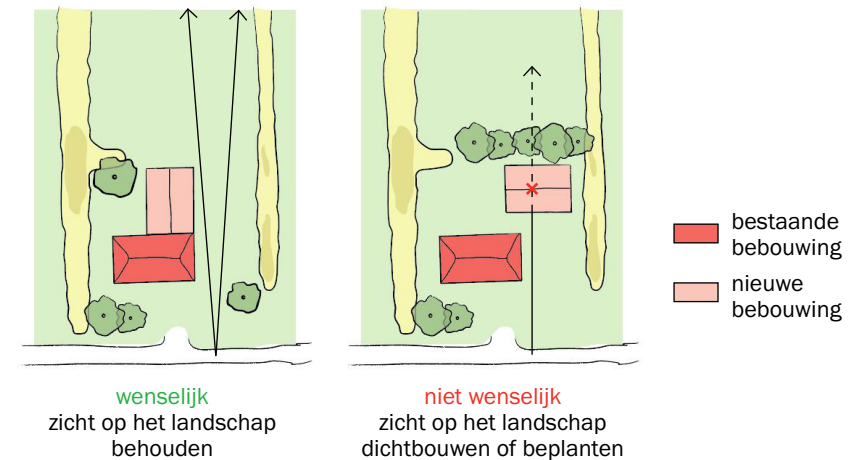 bestaande
bebouwing
nieuwe
bebouwing
wenselijk
zicht op het landschap
behouden
niet wenselijk
zicht op het landschap
dichtbouwen of beplanten